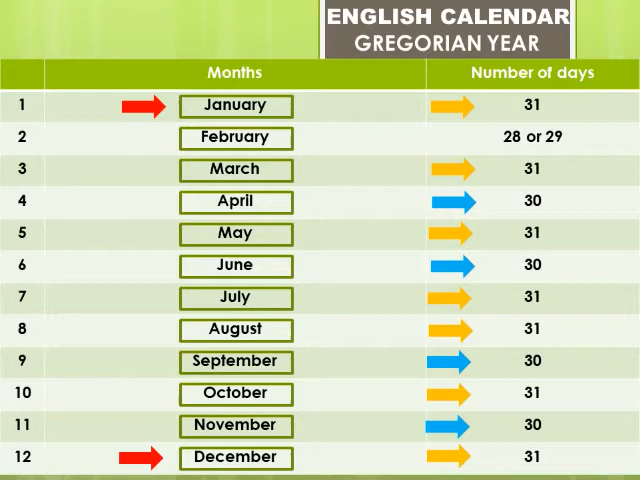 ENGLISH CALENDAR
GREGORIAN YEAR
Months Number of days
1 January 31
2 February 28 or 29
3 March 31
4 April 30
5 May 31
6 June 30
7 July 31
8 August 31
9 September 30
10 October 31
11 November 30
12 December 31